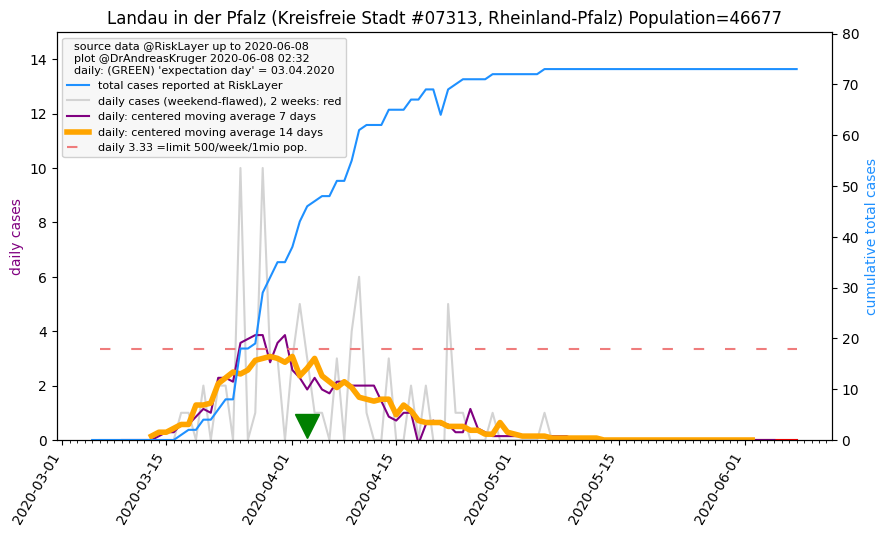 Landau in der Pfalz (Kreisfreie Stadt #07313, Rheinland-Pfalz) Population=46677
source data @RiskLayer up to 2020-06-08
plot @DrAndreasKruger 2020-06-08 02:32
daily: (GREEN) 'expectation day' = 03.04.2020
total cases reported at RiskLayer
daily cases (weekend-flawed), 2 weeks: red
daily: centered moving average 7 days
daily: centered moving average 14 days
daily 3.33 =limit 500/week/1mio pop.
daily cases
14
12
10
8
6
4
2
0
80
70
60
50
40
30
20
10
0
cumulative total cases
2020-03-01
2020-03-15
2020-04-01
2020-04-15
2020-05-01
2020-05-15
2020-06-01